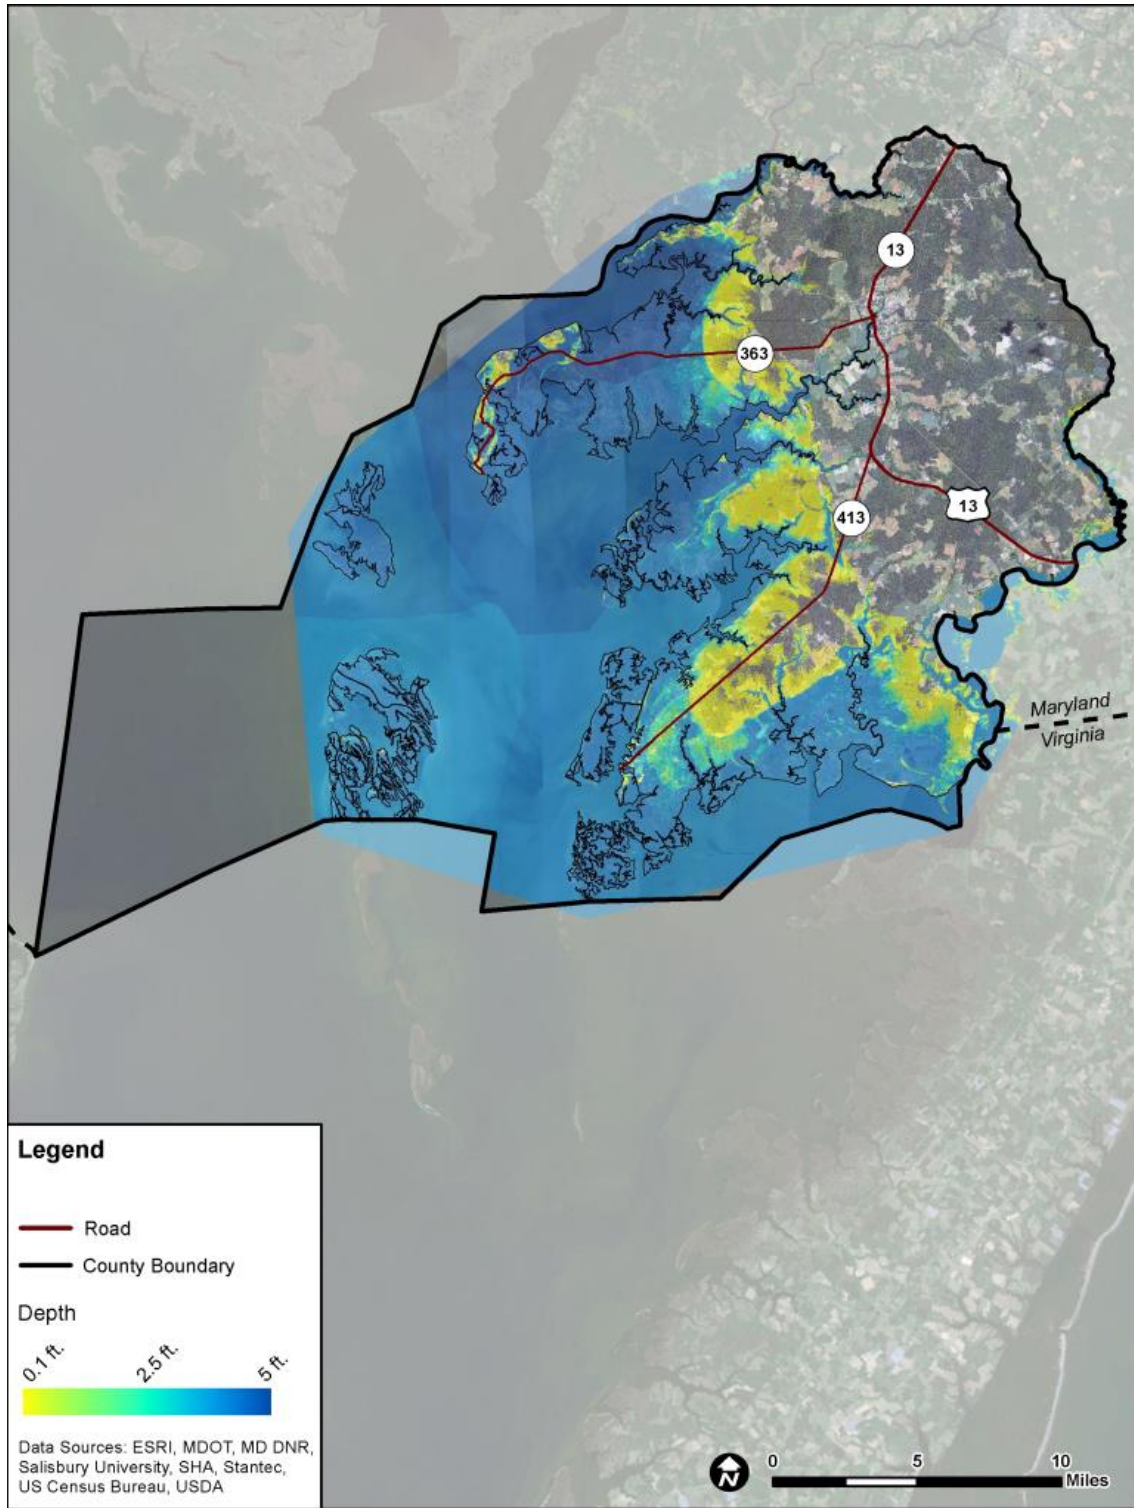 13
363
13
413
Maryland
Virginia
Legend
Road
County Boundary
Depth
0.1 ft.
2.5 ft.
5 ft.
Data Sources: ESRI, MDOT, MD DNR,
Salisbury University, SHA, Stantec,
US Census Bureau, USDA
N
0
5
10
Miles